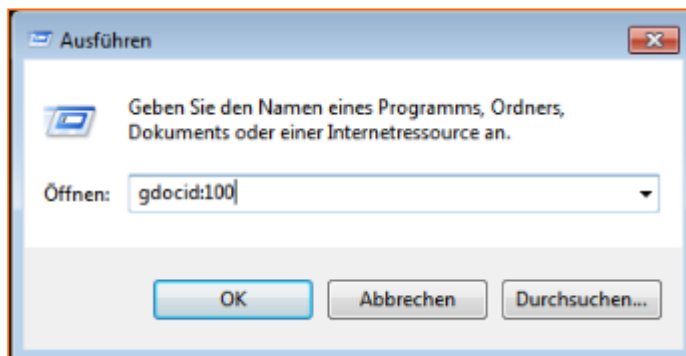 Ausführen
Geben Sie den Namen eines Programms, Ordners,
Dokuments oder einer Internetressource an.
Öffnen: gdocid:100
OK Abbrechen Durchsuchen...